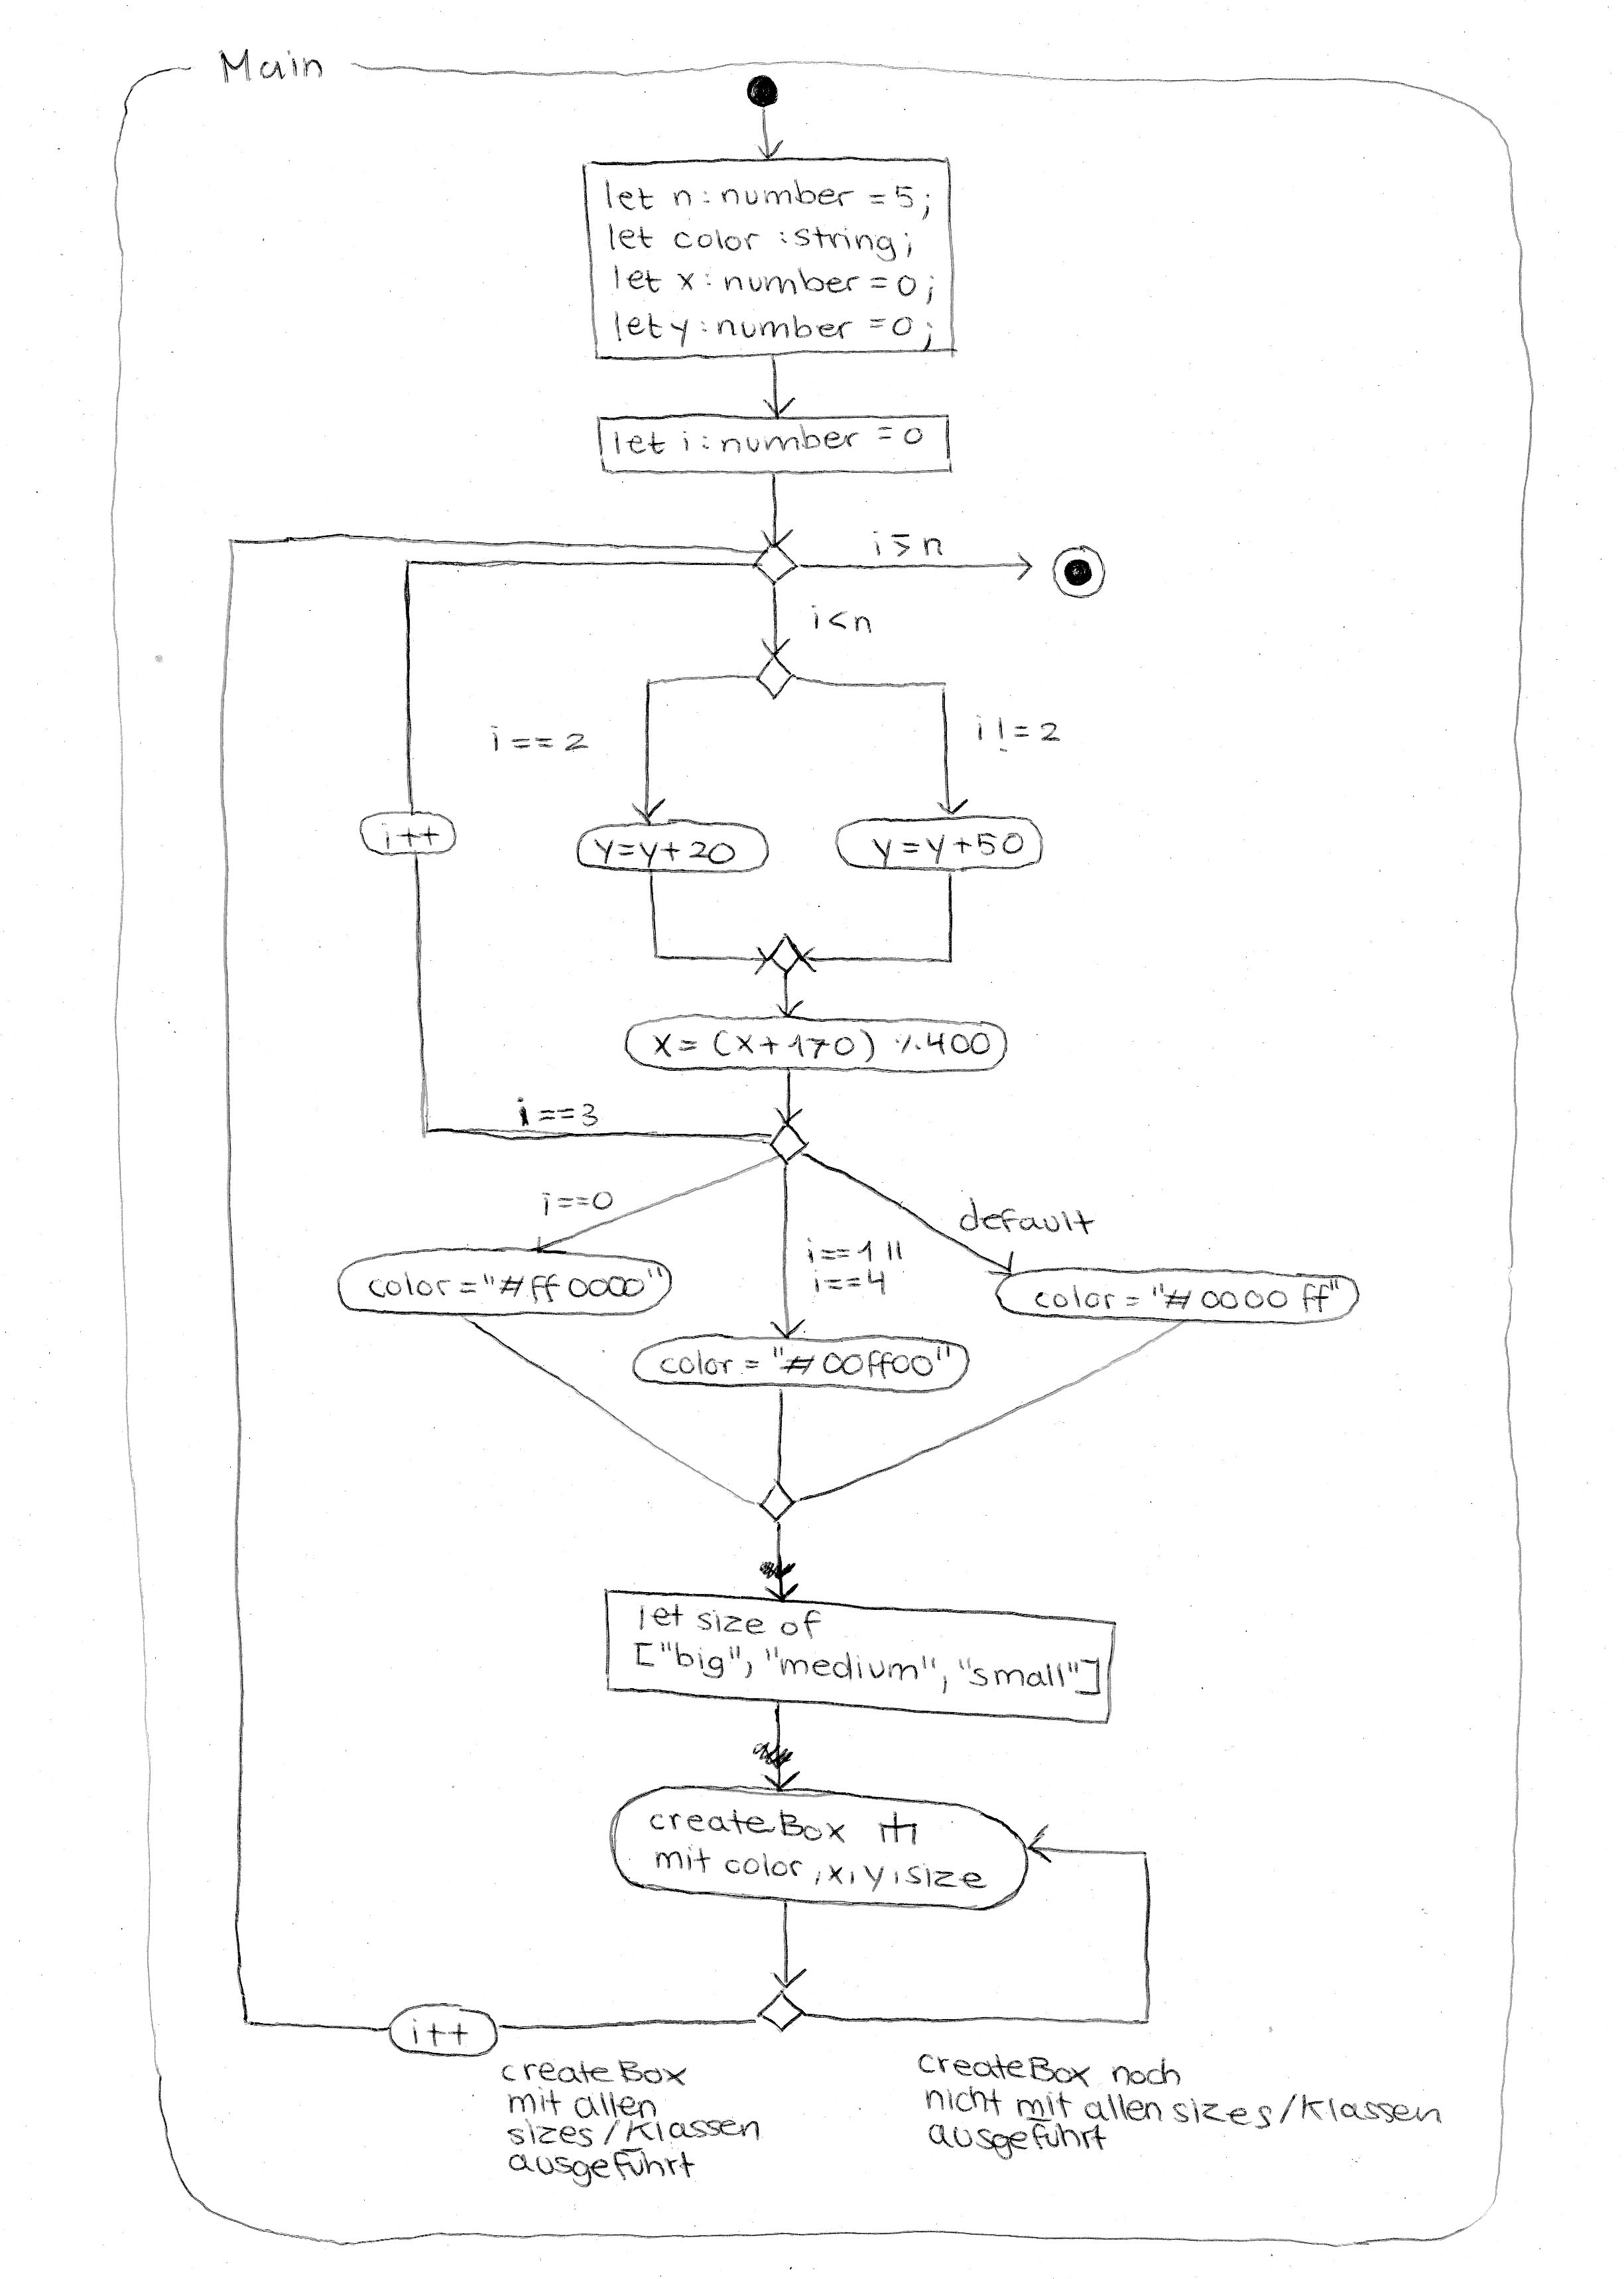 Main
let n:number = 5;
let color :string;
let x:number = 0;
let y:number = 0;
let i:number = 0
i ≥ n
i<n
i == 2
i != 2
i++
y=y+20
y=y+50
x = (x+170) %400
i==3
i==0
default
i==1 ||
i==4
color = "#ff0000"
color = "#0000ff"
color = "#00ff00"
let size of
["big", "medium", "small"]
createBox
mit color, x, y, size
i++
createBox
mit allen
sizes/Klassen
ausgeführt
createBox noch
nicht mit allen sizes/Klassen
ausgeführt